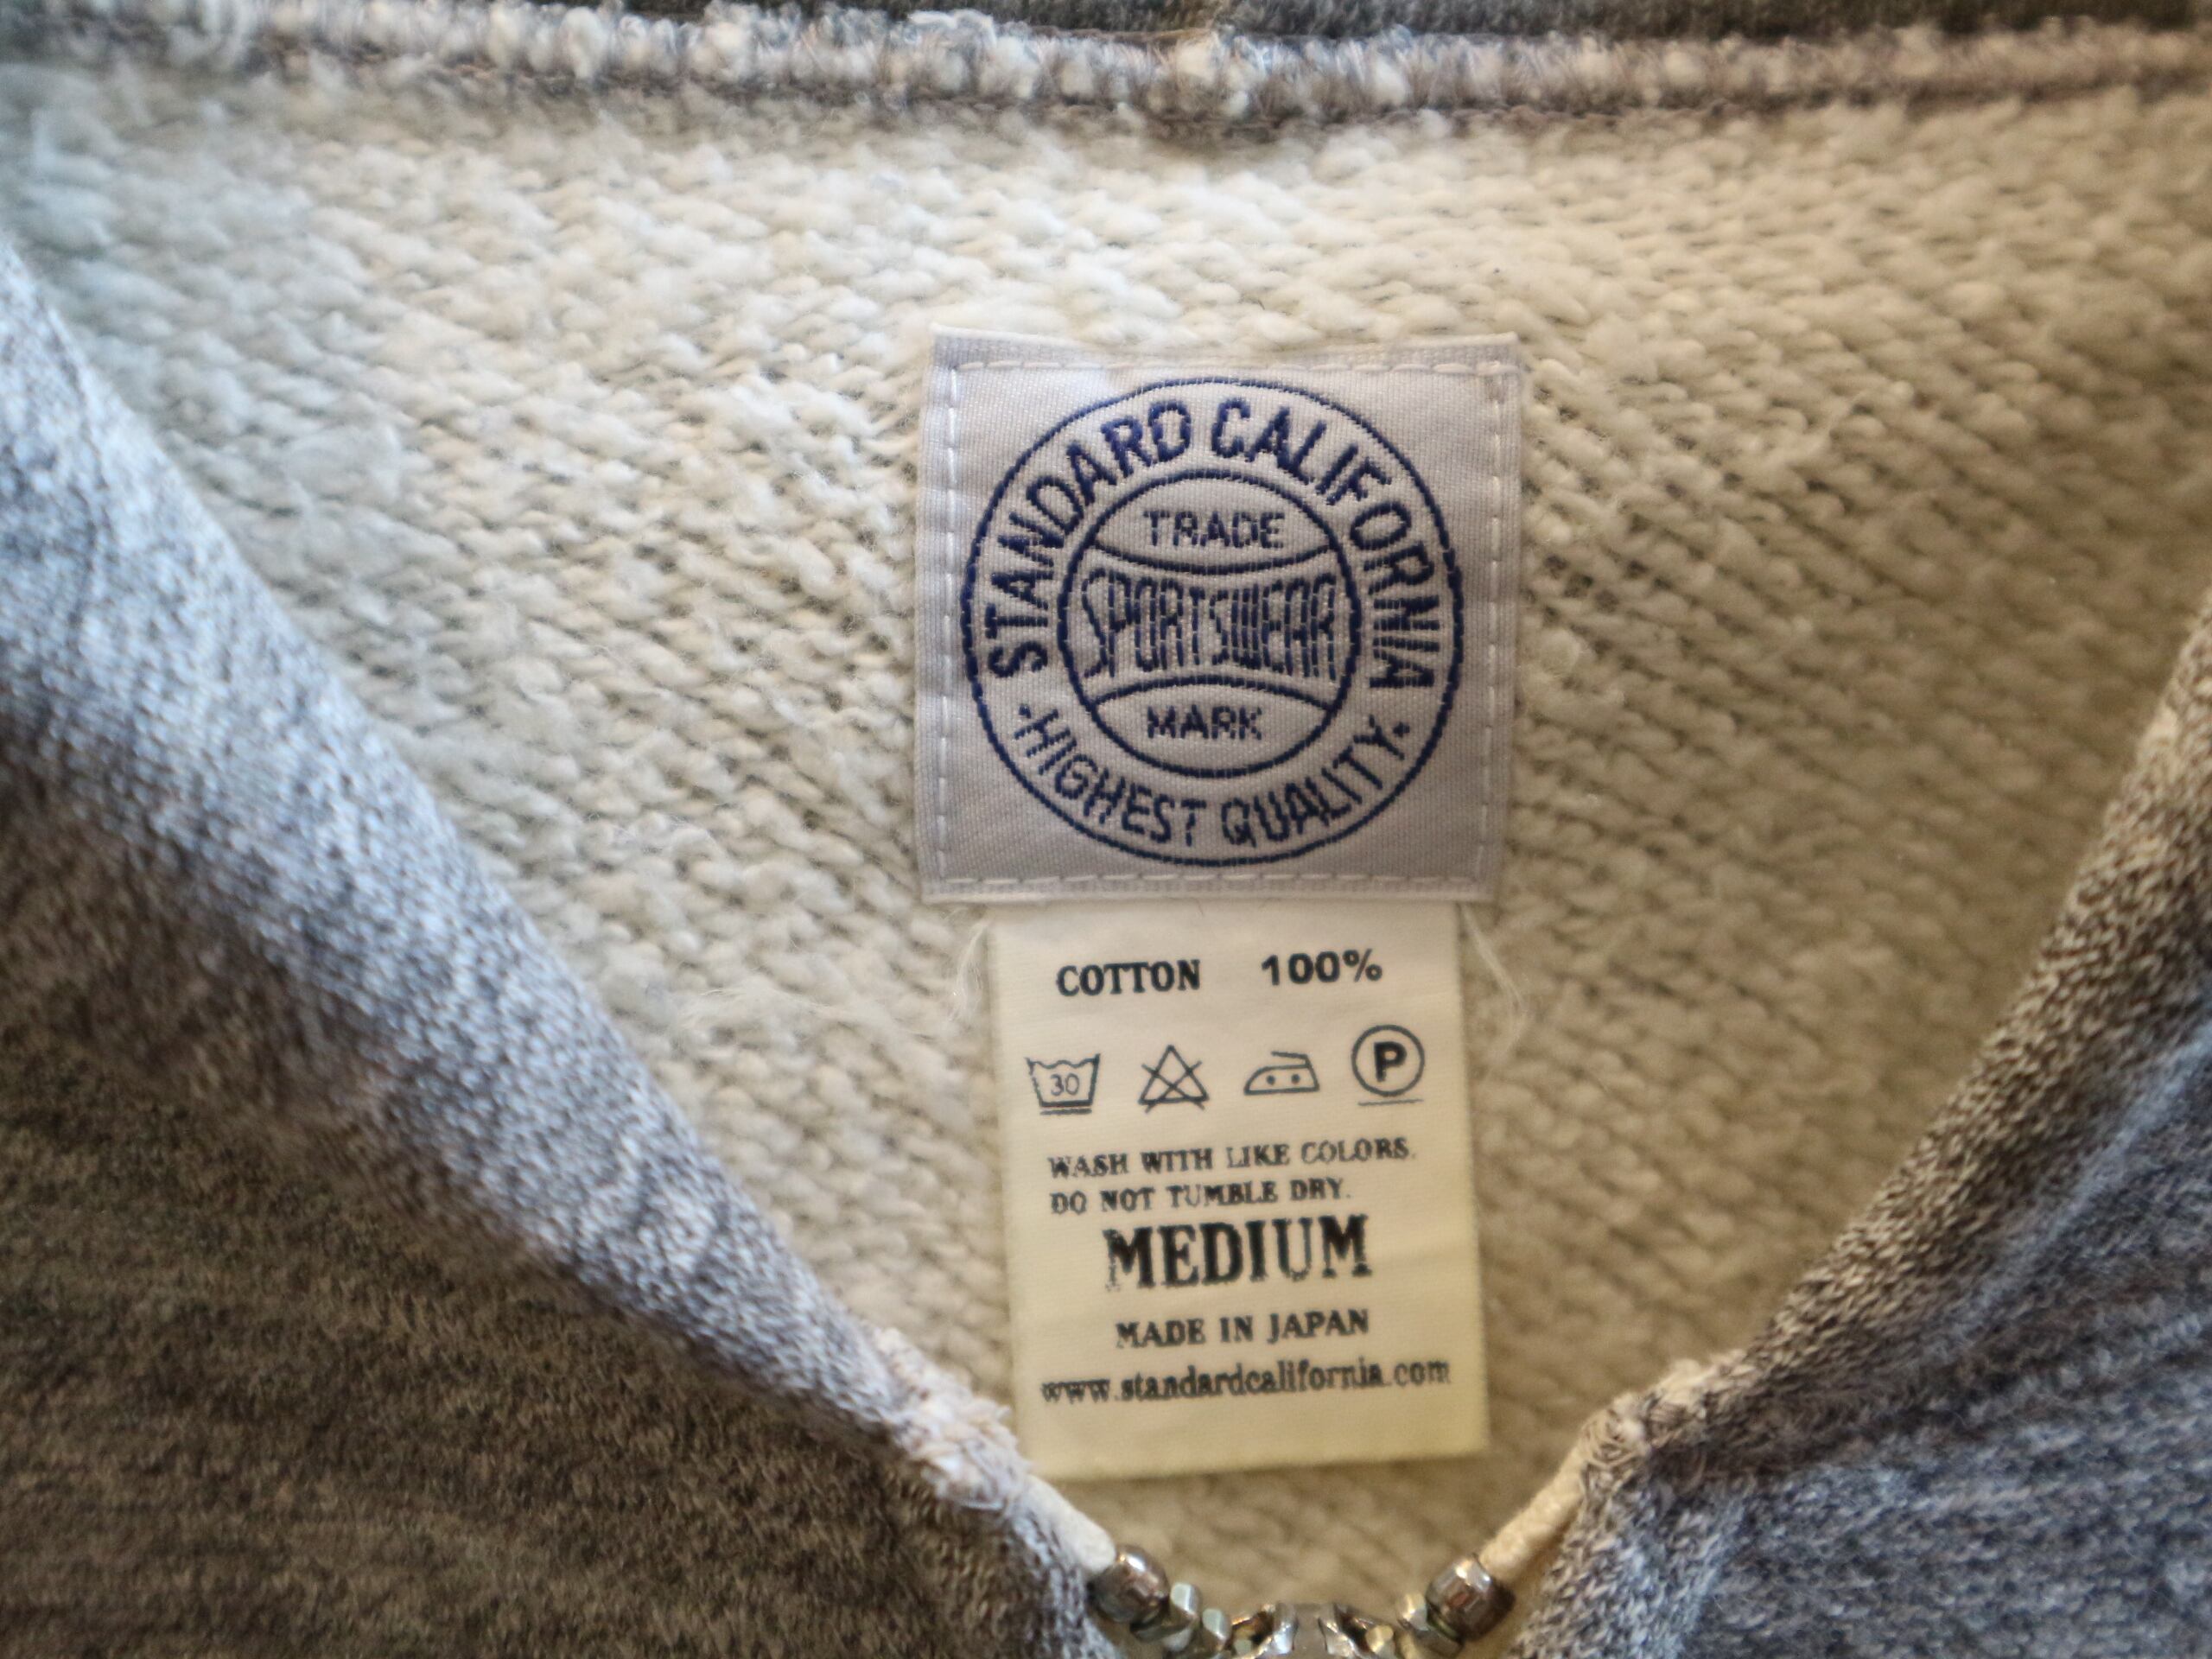 STANDARD CALIFORNIA
TRADE
SPORTSWEAR
MARK
·HIGHEST QUALITY·
COTTON 100%
30 P
WASH WITH LIKE COLORS.
DO NOT TUMBLE DRY.
MEDIUM
MADE IN JAPAN
www.standardcalifornia.com